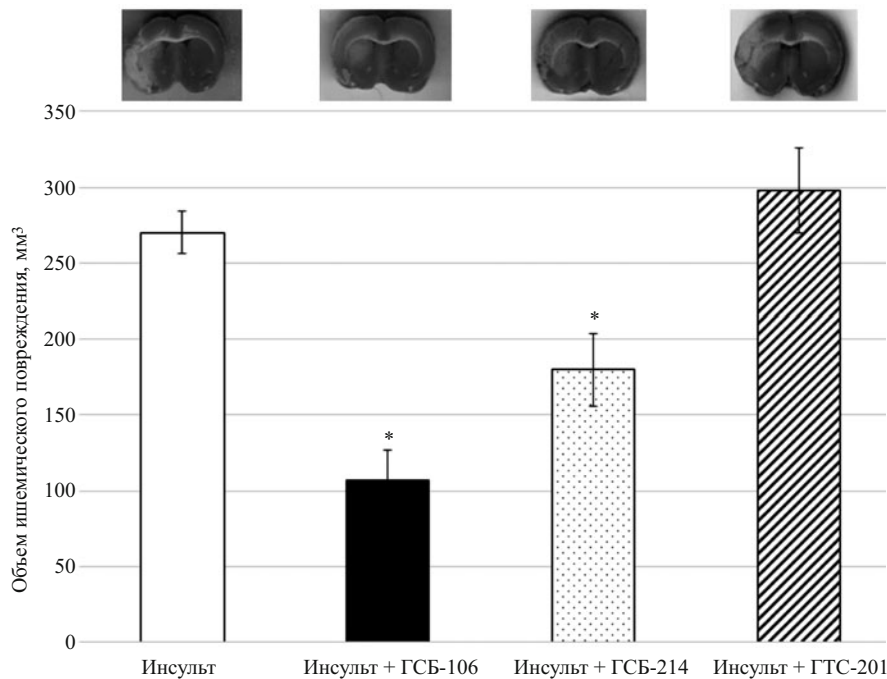 350
300
250
200
150
100
50
0
Объем ишемического повреждения, мм³
*
*
Инсульт
Инсульт + ГСБ-106
Инсульт + ГСБ-214
Инсульт + ГТС-201